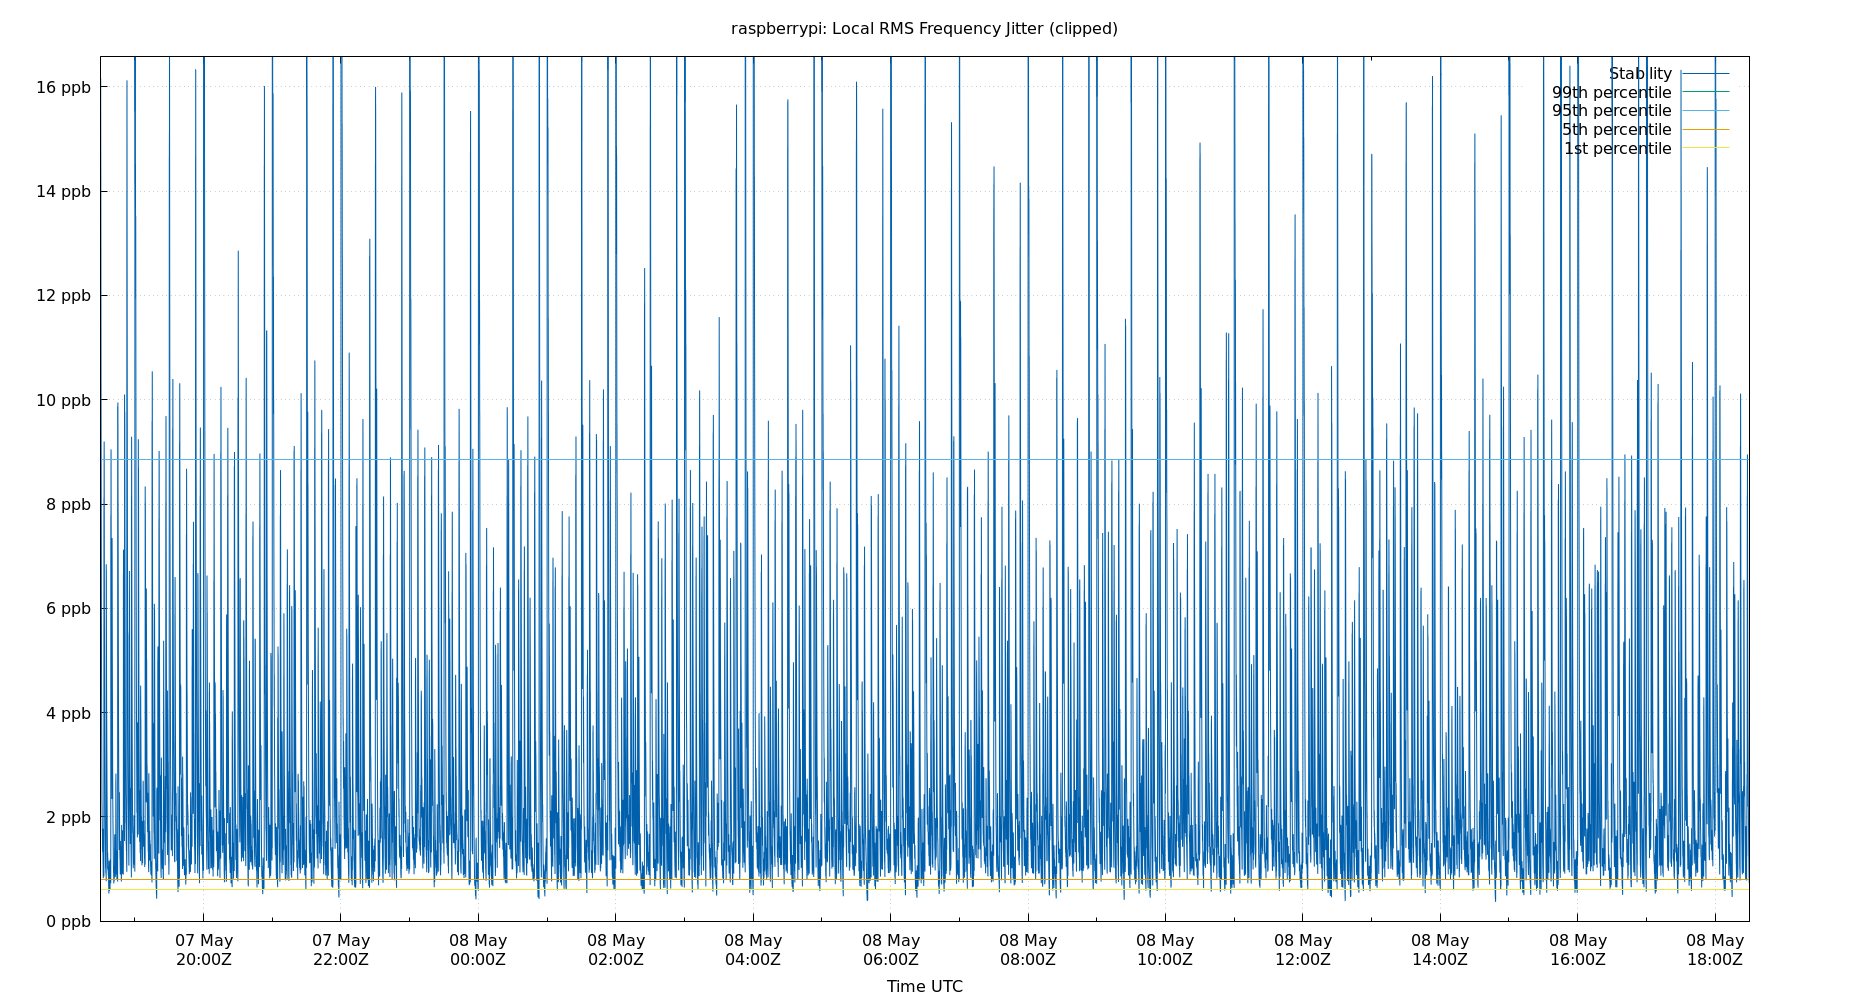 raspberrypi: Local RMS Frequency Jitter (clipped)
Stability
99th percentile
95th percentile
5th percentile
1st percentile
16 ppb
14 ppb
12 ppb
10 ppb
8 ppb
6 ppb
4 ppb
2 ppb
0 ppb
07 May 07 May 08 May 08 May 08 May 08 May 08 May 08 May 08 May 08 May 08 May 08 May
20:00Z 22:00Z 00:00Z 02:00Z 04:00Z 06:00Z 08:00Z 10:00Z 12:00Z 14:00Z 16:00Z 18:00Z
Time UTC